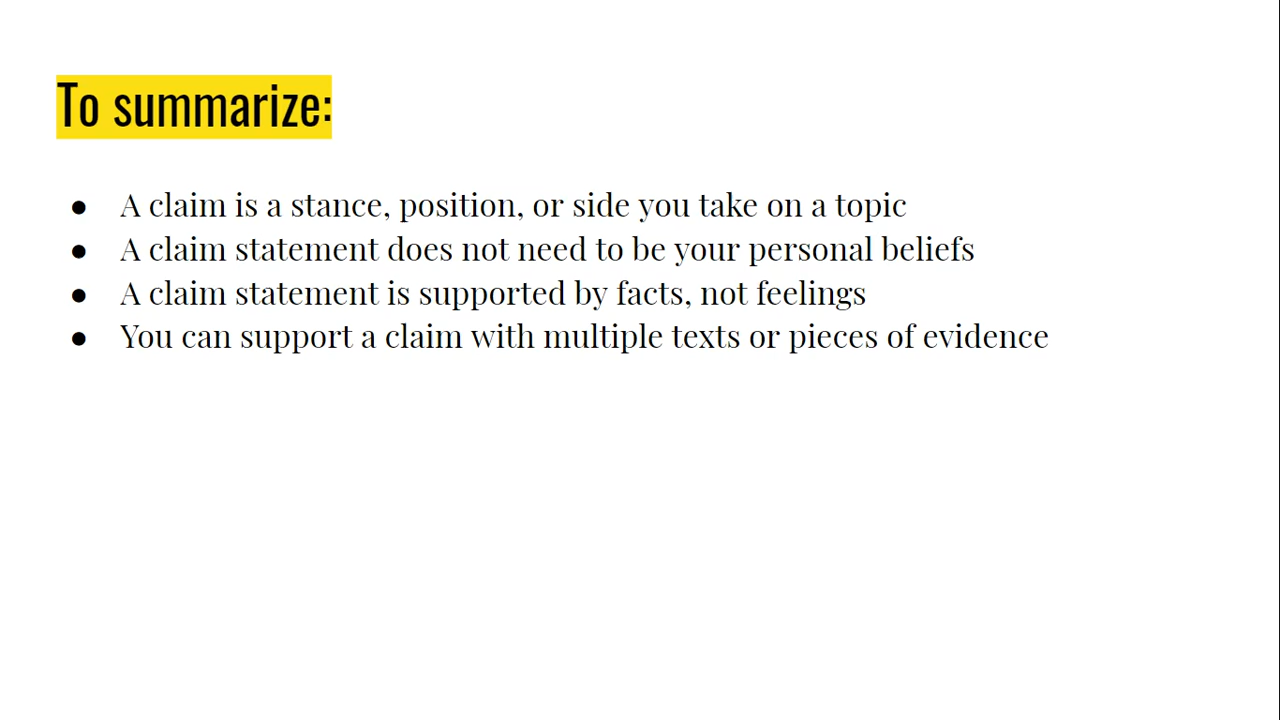 To summarize:
● A claim is a stance, position, or side you take on a topic
● A claim statement does not need to be your personal beliefs
● A claim statement is supported by facts, not feelings
● You can support a claim with multiple texts or pieces of evidence